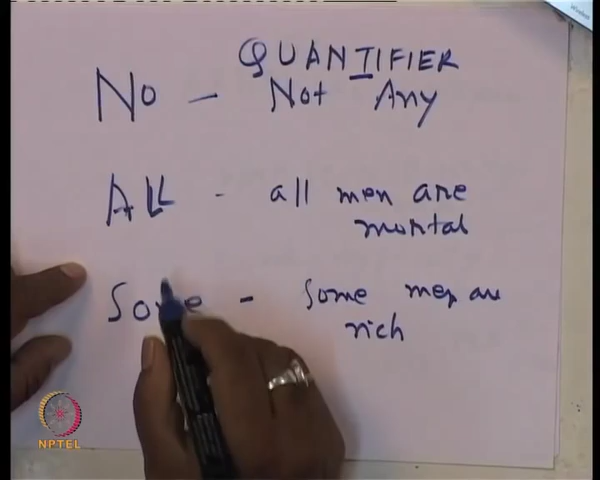 QUANTIFIER
No - Not Any
ALL - all men are
mortal
Some - Some men are
rich
NPTEL